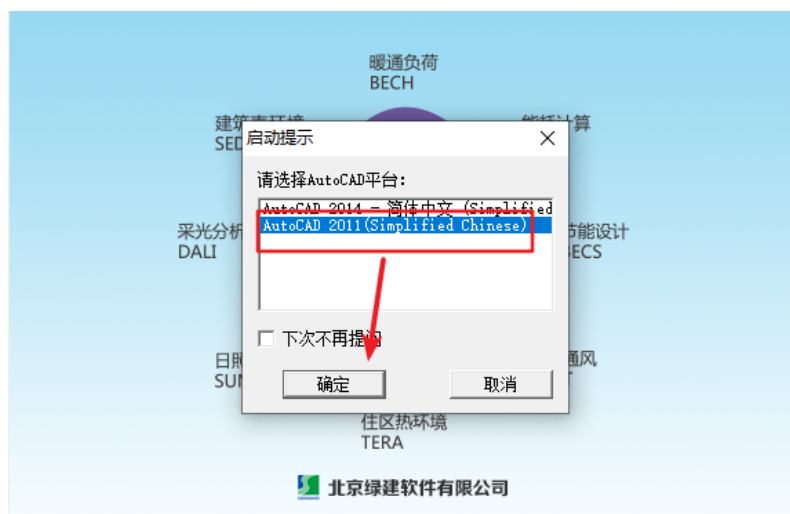 暖通负荷
BECH
建筑声环境
SED
能耗计算
启动提示
请选择AutoCAD平台:
AutoCAD 2014 - 简体中文 (Simplified
AutoCAD 2011(Simplified Chinese)
采光分析
DALI
节能设计
BECS
下次不再提问
确定
取消
日照
SUN
通风
住区热环境
TERA
北京绿建软件有限公司